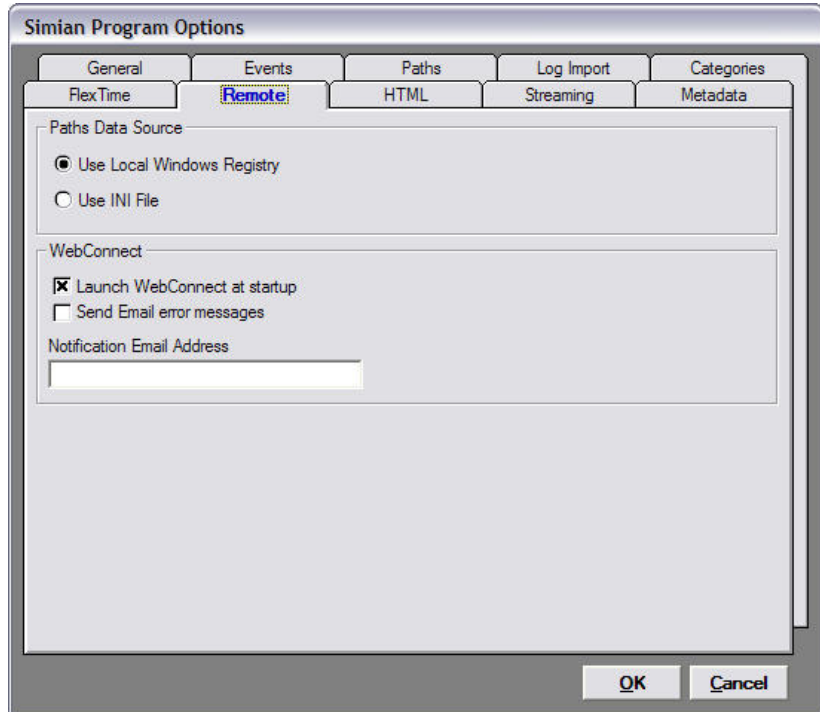 Simian Program Options
General Events Paths Log Import Categories
FlexTime Remote HTML Streaming Metadata
Paths Data Source
Use Local Windows Registry
Use INI File
WebConnect
Launch WebConnect at startup
Send Email error messages
Notification Email Address
OK Cancel